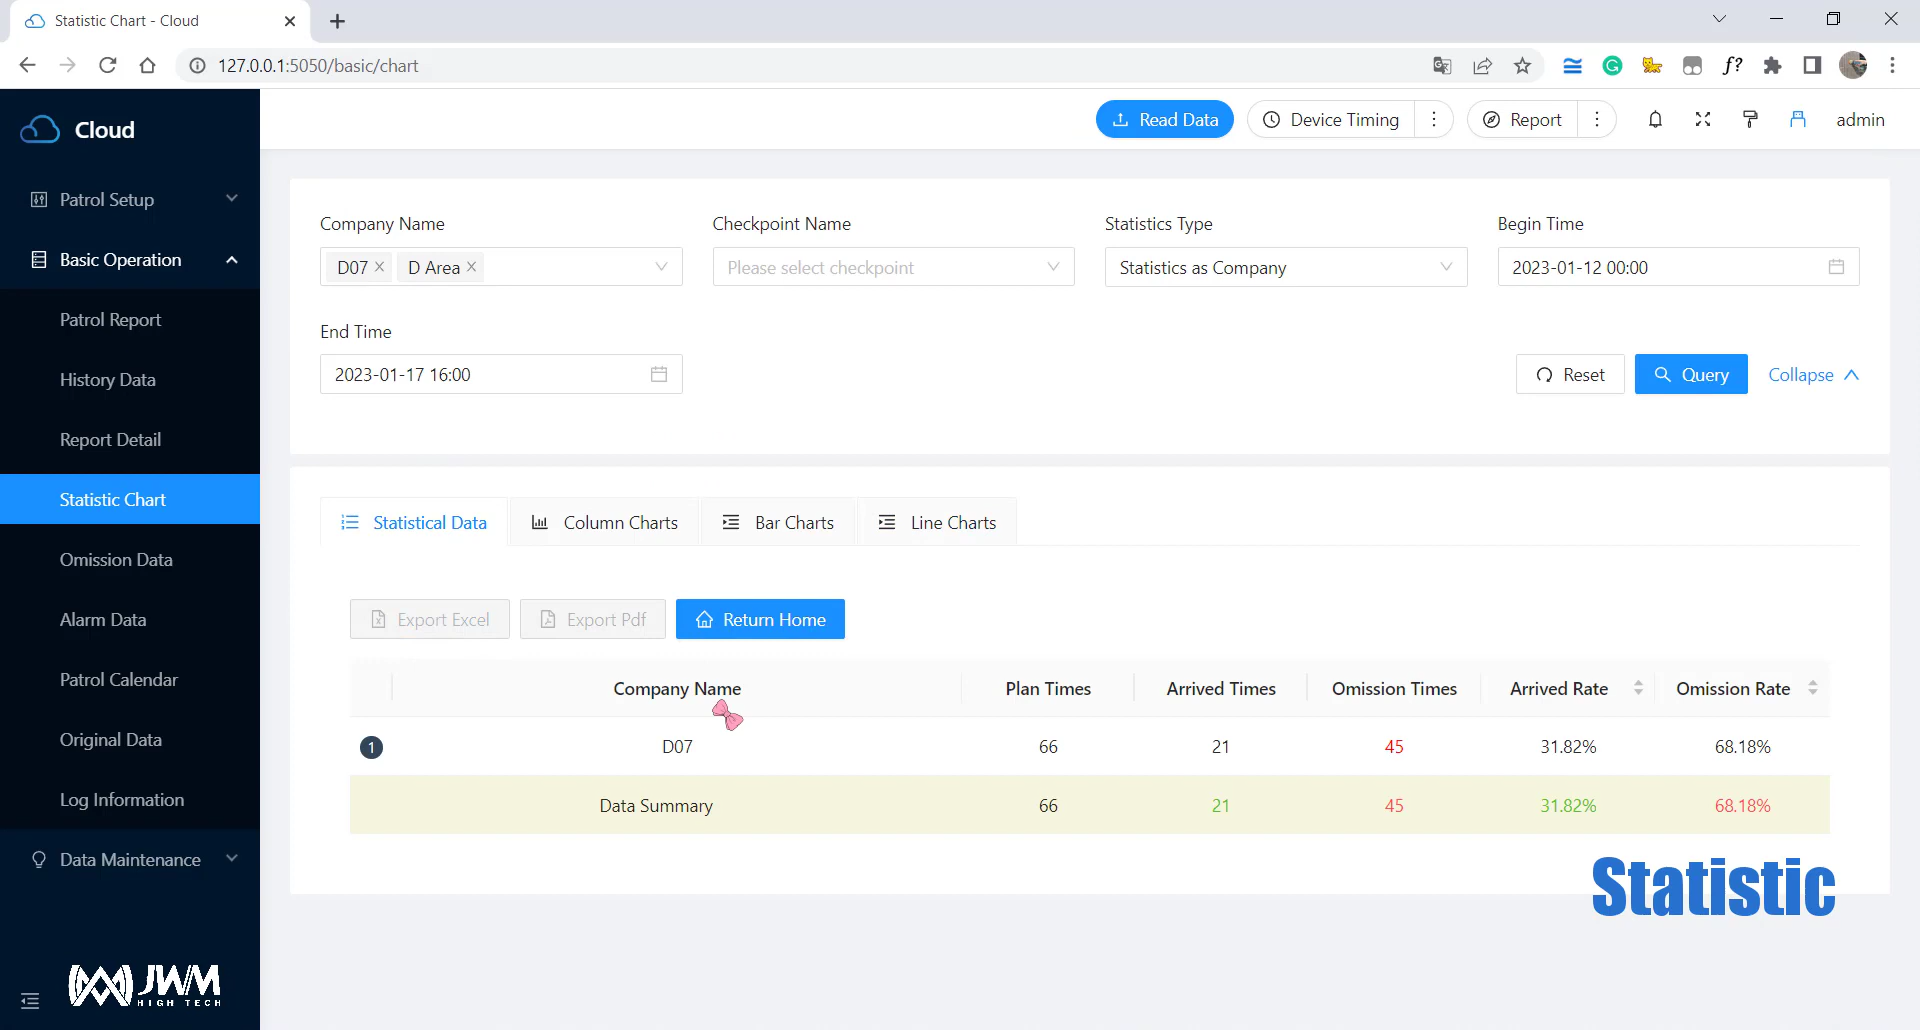 Statistic Chart - Cloud
127.0.0.1:5050/basic/chart
Cloud
Read Data
Device Timing
Report
admin
Patrol Setup
Basic Operation
Patrol Report
History Data
Report Detail
Statistic Chart
Omission Data
Alarm Data
Patrol Calendar
Original Data
Log Information
Data Maintenance
JWM
HIGH TECH
Company Name
Checkpoint Name
Statistics Type
Begin Time
D07
D Area
Please select checkpoint
Statistics as Company
2023-01-12 00:00
End Time
2023-01-17 16:00
Reset
Query
Collapse
Statistical Data
Column Charts
Bar Charts
Line Charts
Export Excel
Export Pdf
Return Home
Company Name Plan Times Arrived Times Omission Times Arrived Rate Omission Rate
1 D07 66 21 45 31.82% 68.18%
Data Summary 66 21 45 31.82% 68.18%
Statistic